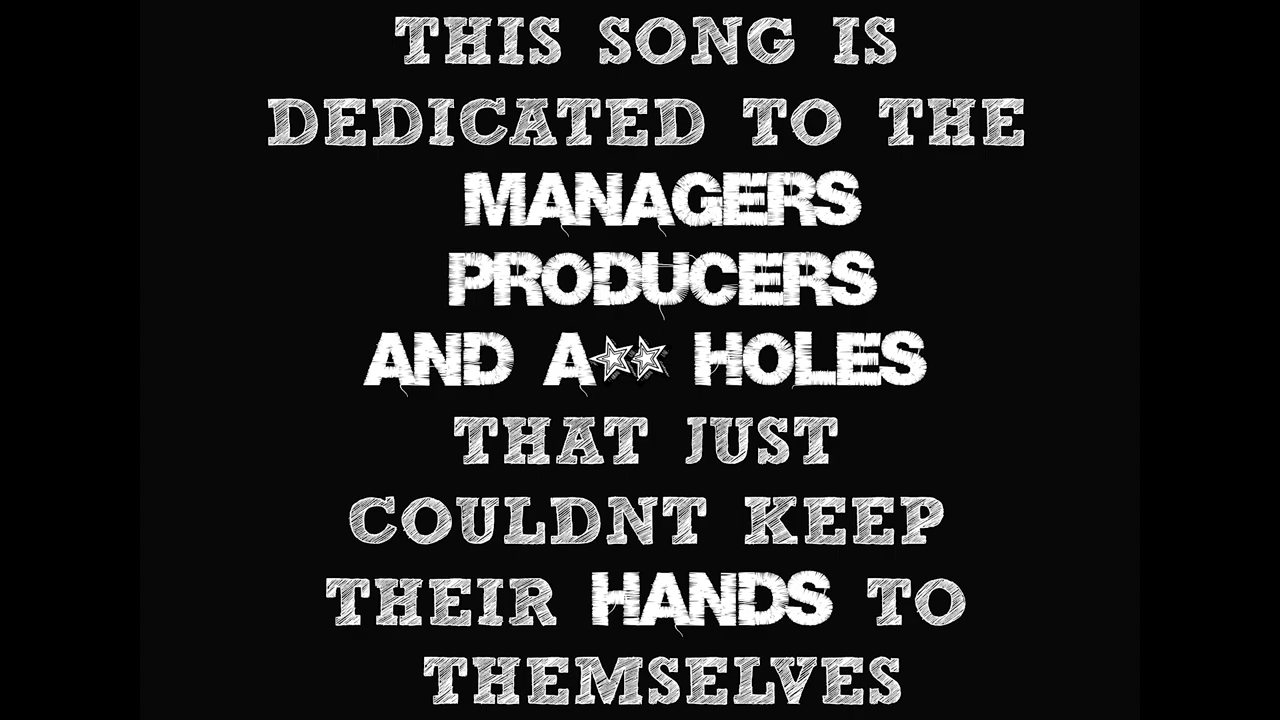 THIS SONG IS
DEDICATED TO THE
MANAGERS
PRODUCERS
AND A** HOLES
THAT JUST
COULDNT KEEP
THEIR HANDS TO
THEMSELVES